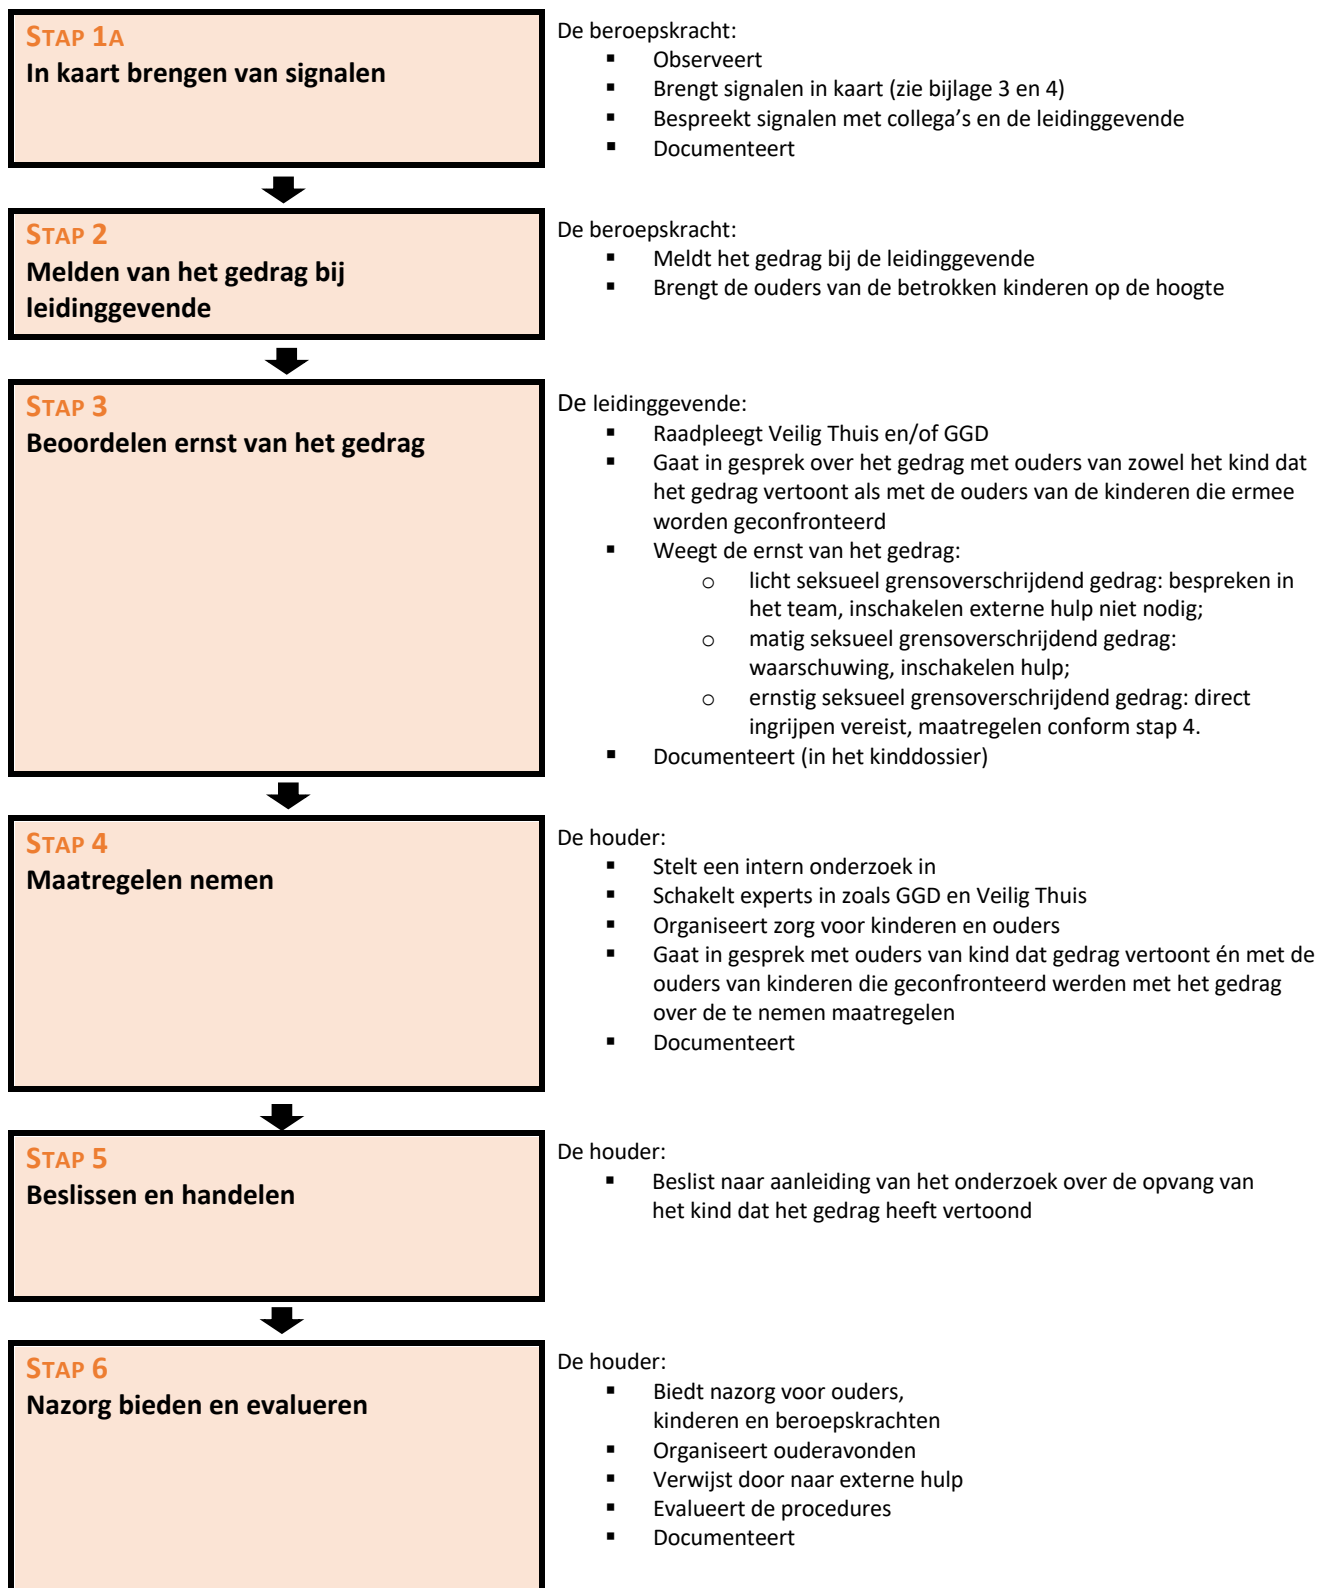 STAP 1A
In kaart brengen van signalen
De beroepskracht:
▪ Observeert
▪ Brengt signalen in kaart (zie bijlage 3 en 4)
▪ Bespreekt signalen met collega's en de leidinggevende
▪ Documenteert
STAP 2
Melden van het gedrag bij
leidinggevende
De beroepskracht:
▪ Meldt het gedrag bij de leidinggevende
▪ Brengt de ouders van de betrokken kinderen op de hoogte
STAP 3
Beoordelen ernst van het gedrag
De leidinggevende:
▪ Raadpleegt Veilig Thuis en/of GGD
▪ Gaat in gesprek over het gedrag met ouders van zowel het kind dat
het gedrag vertoont als met de ouders van de kinderen die ermee
worden geconfronteerd
▪ Weegt de ernst van het gedrag:
o licht seksueel grensoverschrijdend gedrag: bespreken in
het team, inschakelen externe hulp niet nodig;
o matig seksueel grensoverschrijdend gedrag:
waarschuwing, inschakelen hulp;
o ernstig seksueel grensoverschrijdend gedrag: direct
ingrijpen vereist, maatregelen conform stap 4.
▪ Documenteert (in het kinddossier)
STAP 4
Maatregelen nemen
De houder:
▪ Stelt een intern onderzoek in
▪ Schakelt experts in zoals GGD en Veilig Thuis
▪ Organiseert zorg voor kinderen en ouders
▪ Gaat in gesprek met ouders van kind dat gedrag vertoont én met de
ouders van kinderen die geconfronteerd werden met het gedrag
over de te nemen maatregelen
▪ Documenteert
STAP 5
Beslissen en handelen
De houder:
▪ Beslist naar aanleiding van het onderzoek over de opvang van
het kind dat het gedrag heeft vertoond
STAP 6
Nazorg bieden en evalueren
De houder:
▪ Biedt nazorg voor ouders,
kinderen en beroepskrachten
▪ Organiseert ouderavonden
▪ Verwijst door naar externe hulp
▪ Evalueert de procedures
▪ Documenteert